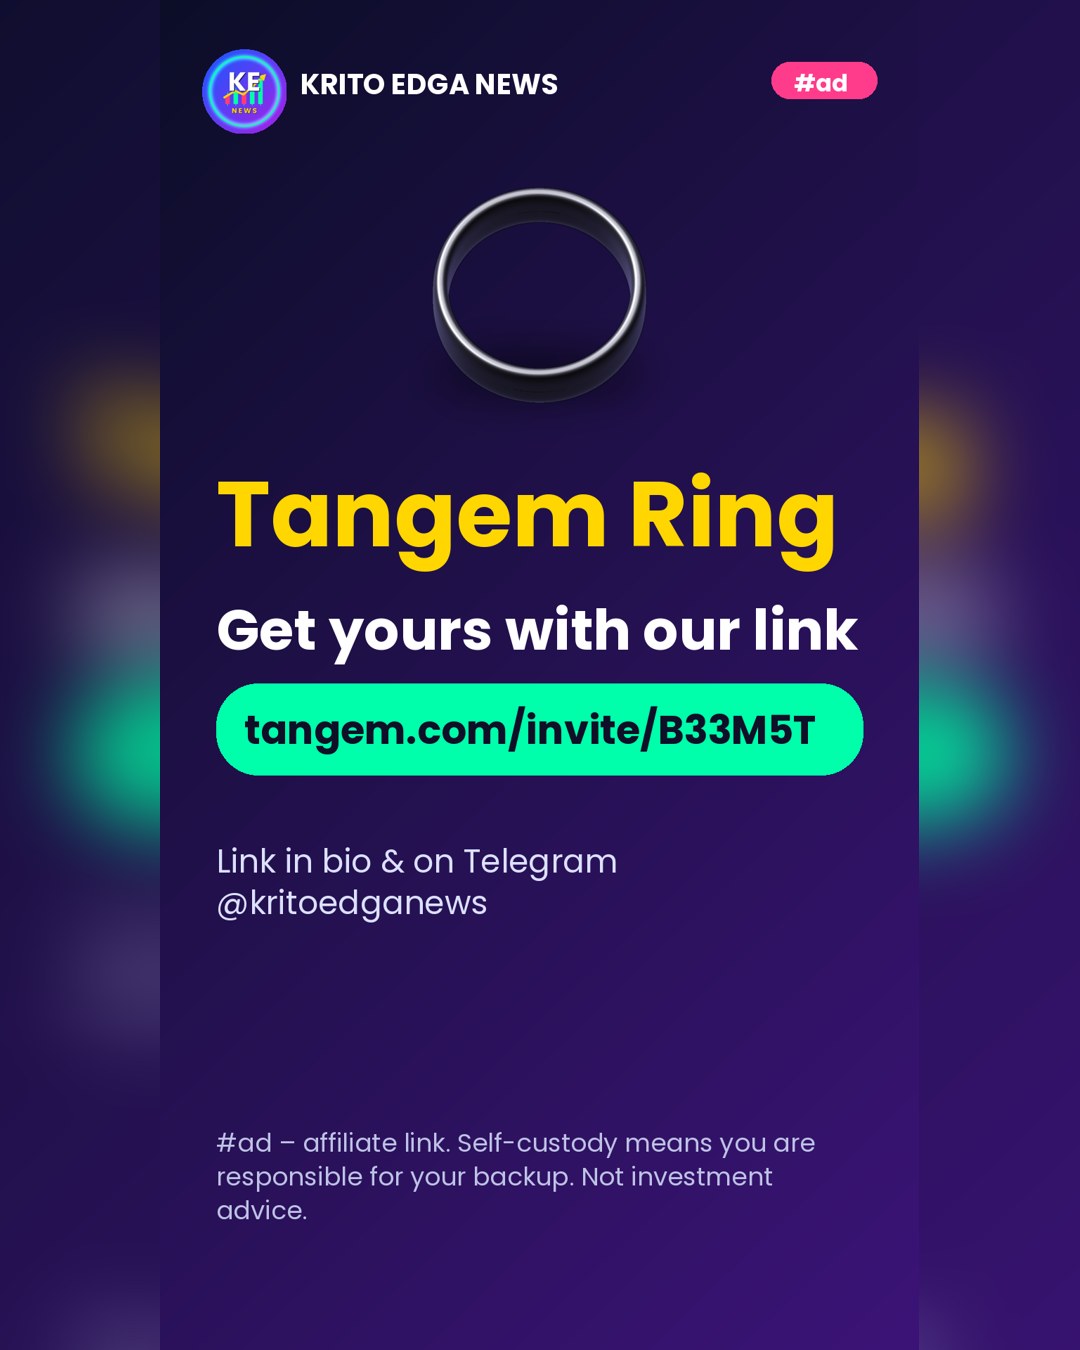 KE
NEWS
KRITO EDGA NEWS
#ad
Tangem Ring
Get yours with our link
tangem.com/invite/B33M5T
Link in bio & on Telegram
@kritoedganews
#ad – affiliate link. Self-custody means you are
responsible for your backup. Not investment
advice.